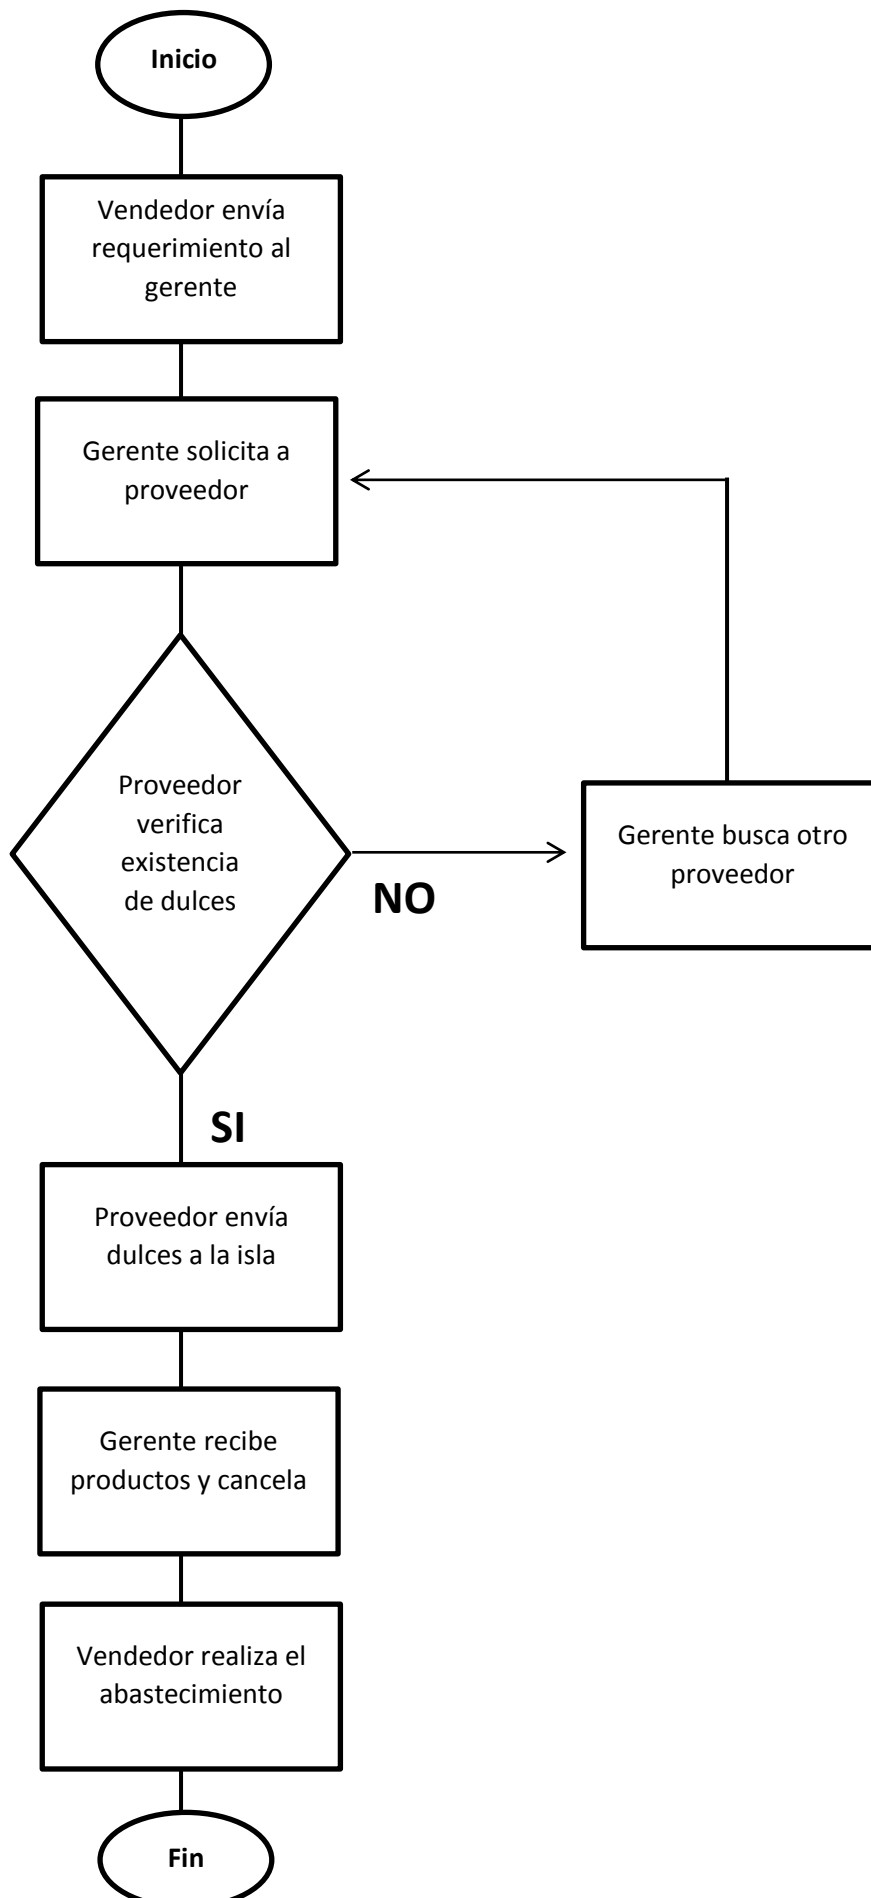 Inicio
Vendedor envía
requerimiento al
gerente
Gerente solicita a
proveedor
Proveedor
verifica
existencia
de dulces
NO
Gerente busca otro
proveedor
SI
Proveedor envía
dulces a la isla
Gerente recibe
productos y cancela
Vendedor realiza el
abastecimiento
Fin